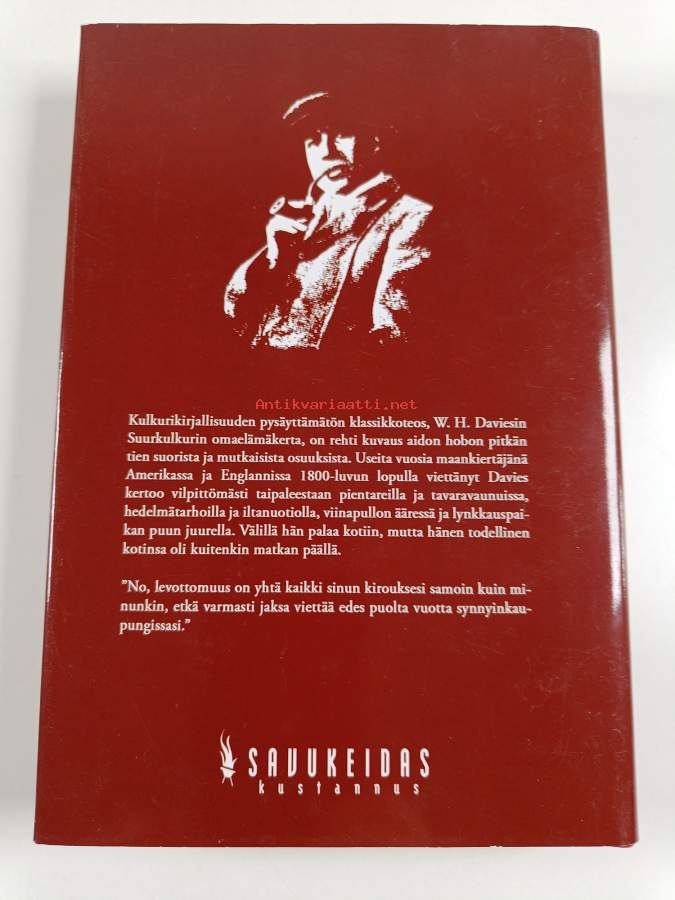 Antikvariaatti.net
Kulkurikirjallisuuden pysäyttämätön klassikkoteos, W. H. Daviesin
Suurkulkurin omaelämäkerta, on rehti kuvaus aidon hobon pitkän
tien suorista ja mutkaisista osuuksista. Useita vuosia maankiertäjänä
Amerikassa ja Englannissa 1800-luvun lopulla viettänyt Davies
kertoo vilpittömästi taipaleestaan pientareilla ja tavaravaunuissa,
hedelmätarhoilla ja iltanuotiolla, viinapullon ääressä ja lynkkauspai-
kan puun juurella. Välillä hän palaa kotiin, mutta hänen todellinen
kotinsa oli kuitenkin matkan päällä.
"No, levottomuus on yhtä kaikki sinun kirouksesi samoin kuin mi-
nunkin, etkä varmasti jaksa viettää edes puolta vuotta synnyinkau-
pungissasi."
SAVUKEIDAS
kustannus